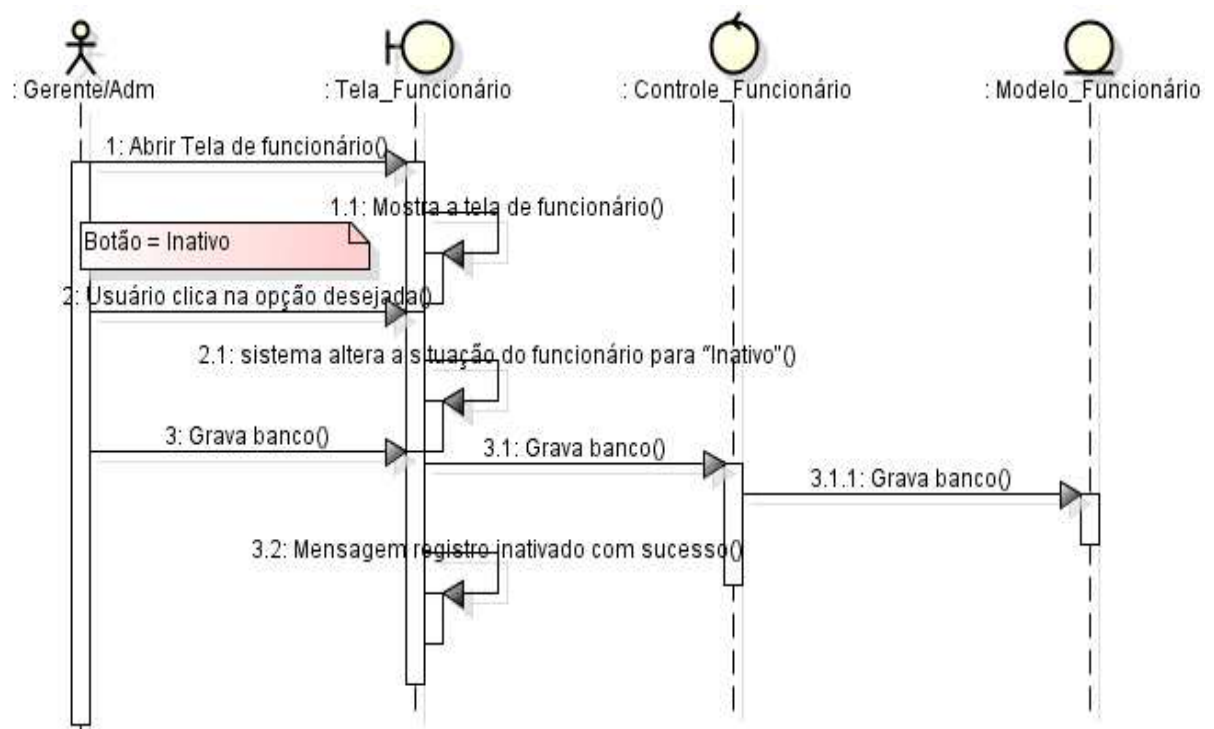 : Gerente/Adm
: Tela_Funcionário
: Controle_Funcionário
: Modelo_Funcionário
1: Abrir Tela de funcionário()
1.1: Mostra a tela de funcionário()
Botão = Inativo
2: Usuário clica na opção desejada()
2.1: sistema altera a situação do funcionário para "Inativo"()
3: Grava banco()
3.1: Grava banco()
3.1.1: Grava banco()
3.2: Mensagem registro inativado com sucesso()